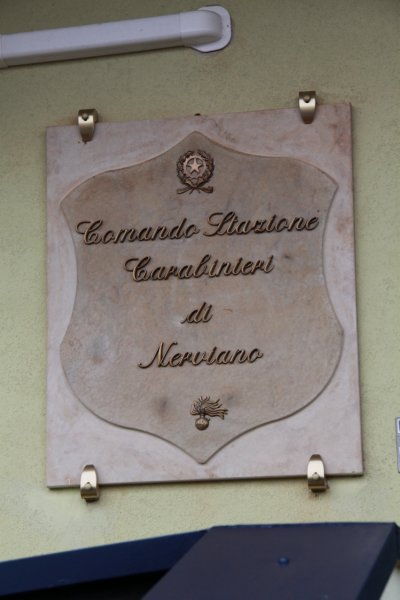 Comando Stazione
Carabinieri
di
Nerviano